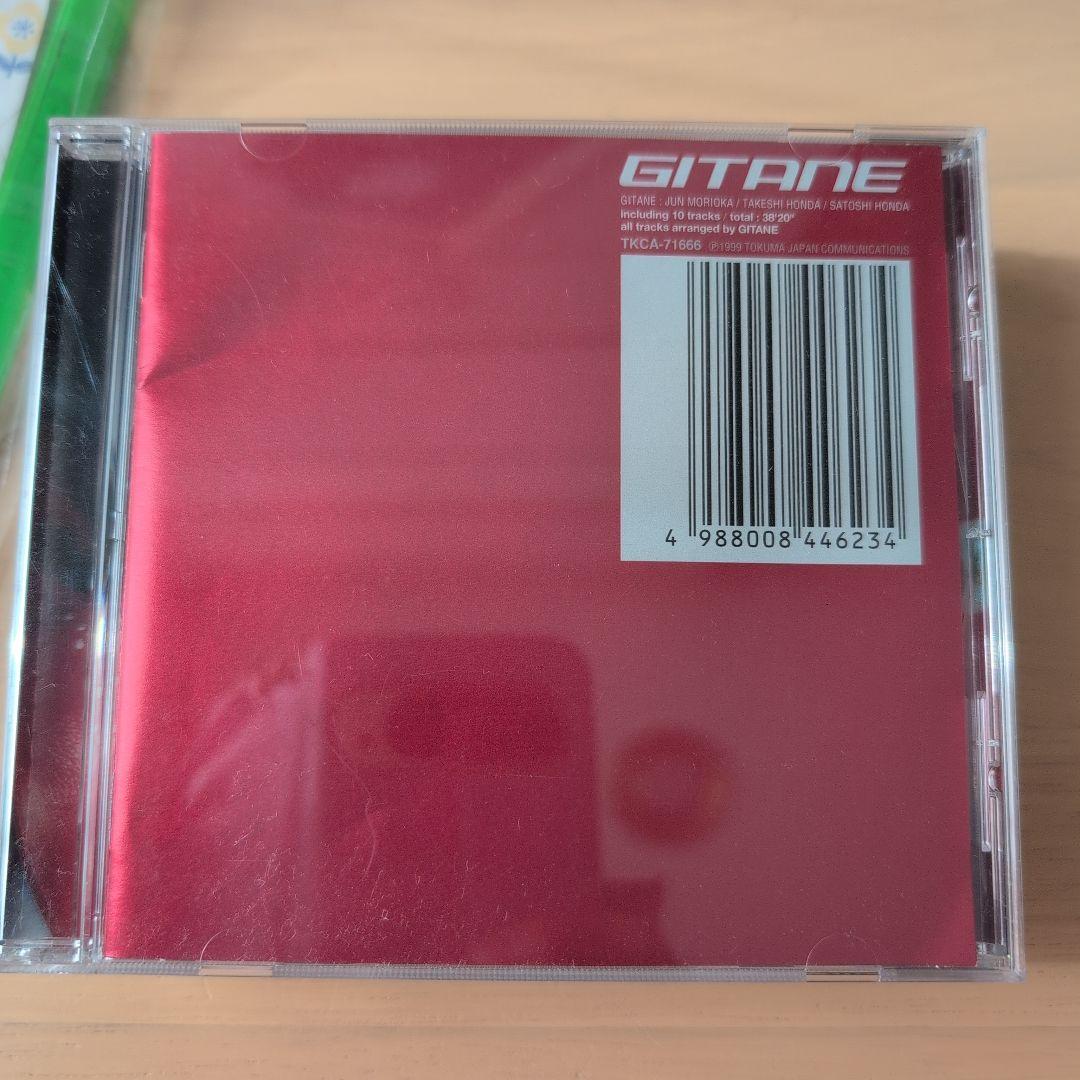 GITANE
GITANE : JUN MORIOKA / TAKESHI HONDA / SATOSHI HONDA
including 10 tracks / total : 38'20"
all tracks arranged by GITANE
TKCA-71666 ℗1999 TOKUMA JAPAN COMMUNICATIONS
4 988008 446234